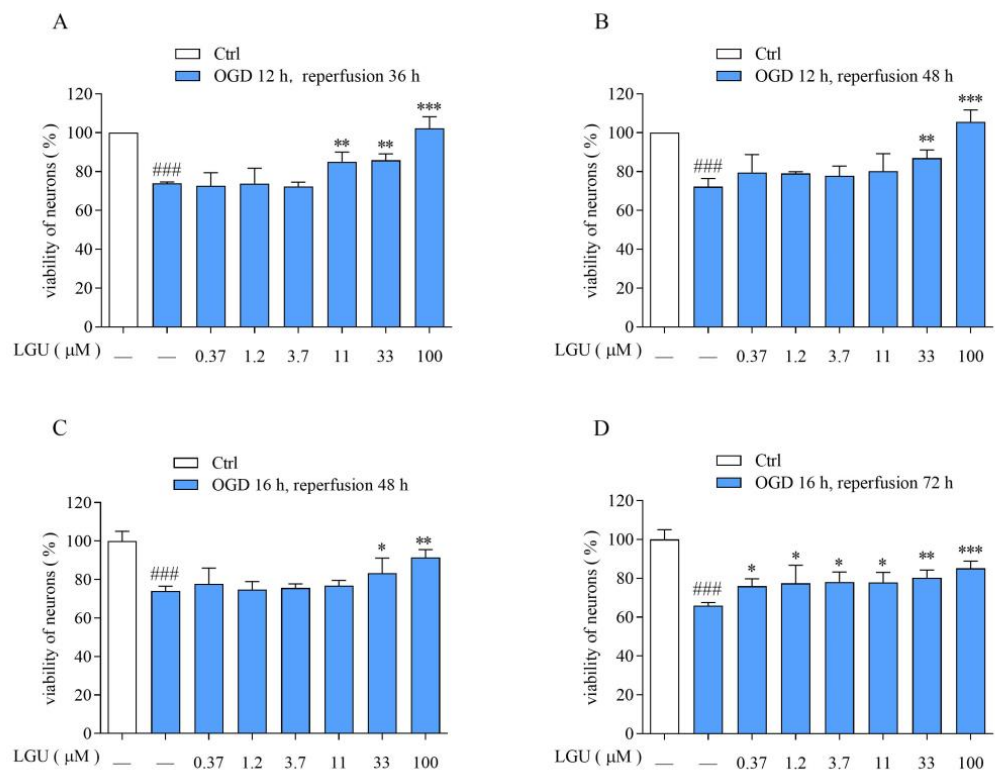 A
Ctrl
OGD 12 h, reperfusion 36 h
viability of neurons ( % )
120
100
80
60
40
20
0
###
**
**
***
LGU ( μM ) — — 0.37 1.2 3.7 11 33 100
B
Ctrl
OGD 12 h, reperfusion 48 h
viability of neurons ( % )
120
100
80
60
40
20
0
###
**
***
LGU ( μM ) — — 0.37 1.2 3.7 11 33 100
C
Ctrl
OGD 16 h, reperfusion 48 h
viability of neurons ( % )
120
100
80
60
40
20
0
###
*
**
LGU ( μM ) — — 0.37 1.2 3.7 11 33 100
D
Ctrl
OGD 16 h, reperfusion 72 h
viability of neurons ( % )
120
100
80
60
40
20
0
###
*
*
*
*
**
***
LGU ( μM ) — — 0.37 1.2 3.7 11 33 100